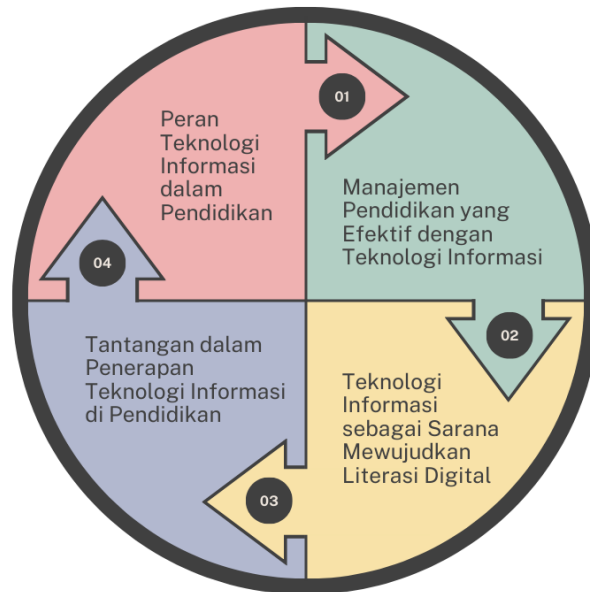 01
Peran
Teknologi
Informasi
dalam
Pendidikan
Manajemen
Pendidikan yang
Efektif dengan
Teknologi Informasi
02
Teknologi
Informasi
sebagai Sarana
Mewujudkan
Literasi Digital
03
Tantangan dalam
Penerapan
Teknologi Informasi
di Pendidikan
04